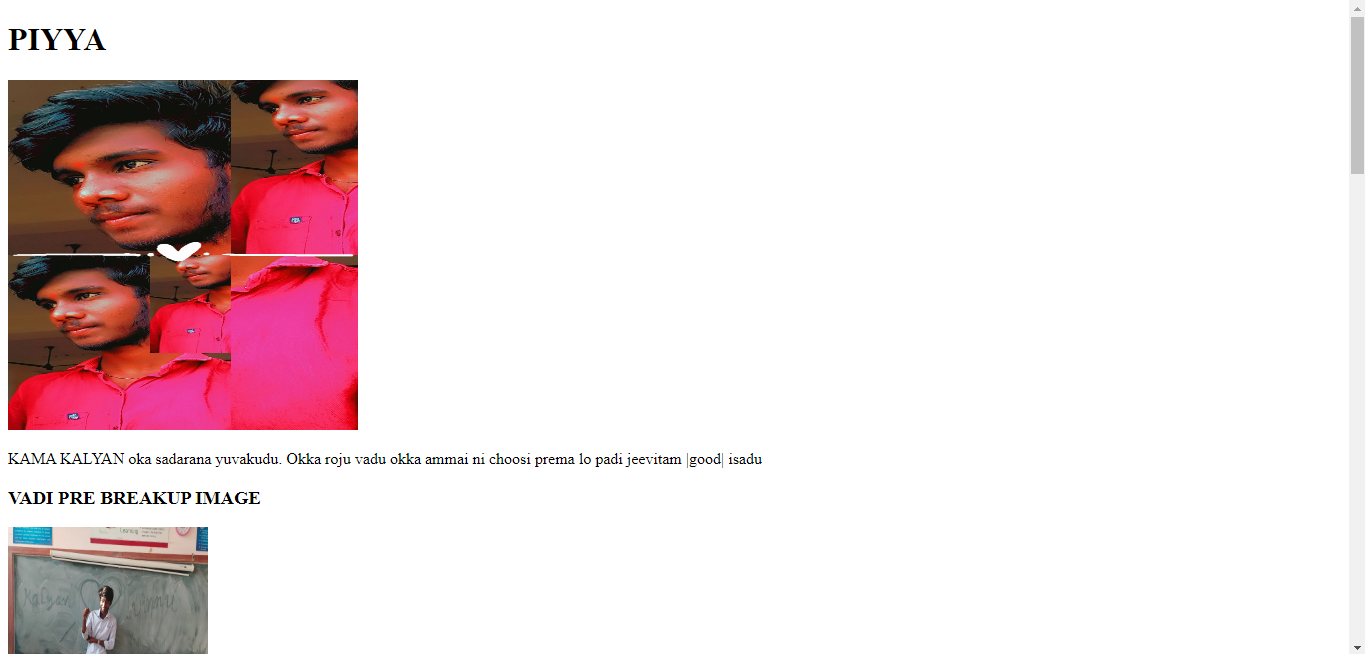 PIYYA
KAMA KALYAN oka sadarana yuvakudu. Okka roju vadu okka ammai ni choosi prema lo padi jeevitam |good| isadu
VADI PRE BREAKUP IMAGE
Learning
Kalyan